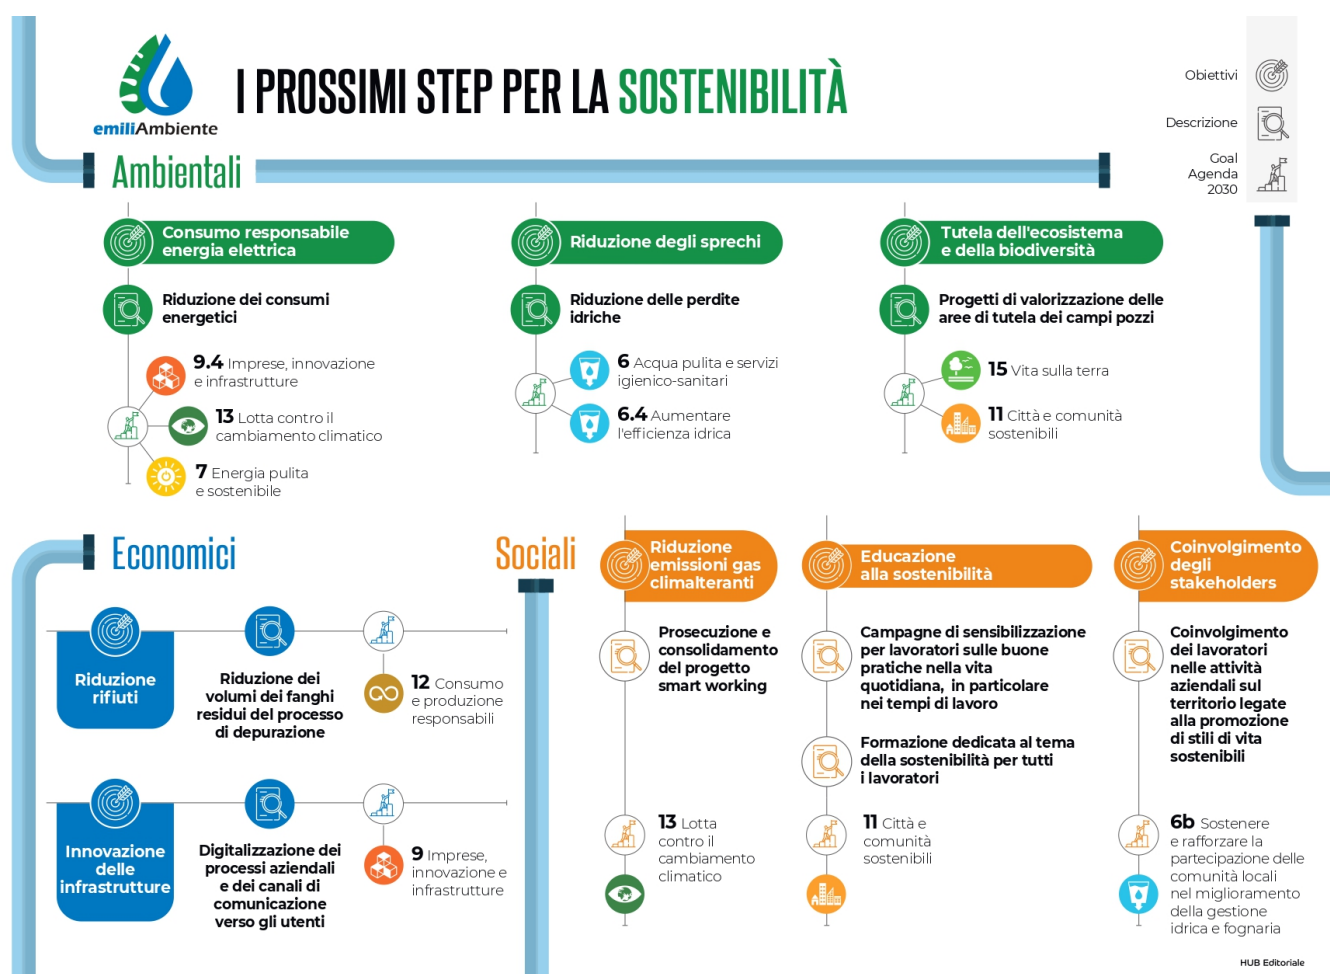 emiliAmbiente
I PROSSIMI STEP PER LA SOSTENIBILITÀ
Obiettivi
Descrizione
Goal
Agenda
2030
Ambientali
Consumo responsabile
energia elettrica
Riduzione dei consumi
energetici
9.4 Imprese, innovazione
e infrastrutture
13 Lotta contro il
cambiamento climatico
7 Energia pulita
e sostenibile
Riduzione degli sprechi
Riduzione delle perdite
idriche
6 Acqua pulita e servizi
igienico-sanitari
6.4 Aumentare
l'efficienza idrica
Tutela dell'ecosistema
e della biodiversità
Progetti di valorizzazione delle
aree di tutela dei campi pozzi
15 Vita sulla terra
11 Città e comunità
sostenibili
Economici
Riduzione
rifiuti
Riduzione dei
volumi dei fanghi
residui del processo
di depurazione
12 Consumo
e produzione
responsabili
Innovazione
delle
infrastrutture
Digitalizzazione dei
processi aziendali
e dei canali di
comunicazione
verso gli utenti
9 Imprese,
innovazione e
infrastrutture
Sociali
Riduzione
emissioni gas
climalteranti
Prosecuzione e
consolidamento
del progetto
smart working
13 Lotta
contro il
cambiamento
climatico
Educazione
alla sostenibilità
Campagne di sensibilizzazione
per lavoratori sulle buone
pratiche nella vita
quotidiana, in particolare
nei tempi di lavoro
Formazione dedicata al tema
della sostenibilità per tutti
i lavoratori
11 Città e
comunità
sostenibili
Coinvolgimento
degli
stakeholders
Coinvolgimento
dei lavoratori
nelle attività
aziendali sul
territorio legate
alla promozione
di stili di vita
sostenibili
6b Sostenere
e rafforzare la
partecipazione delle
comunità locali
nel miglioramento
della gestione
idrica e fognaria
HUB Editoriale